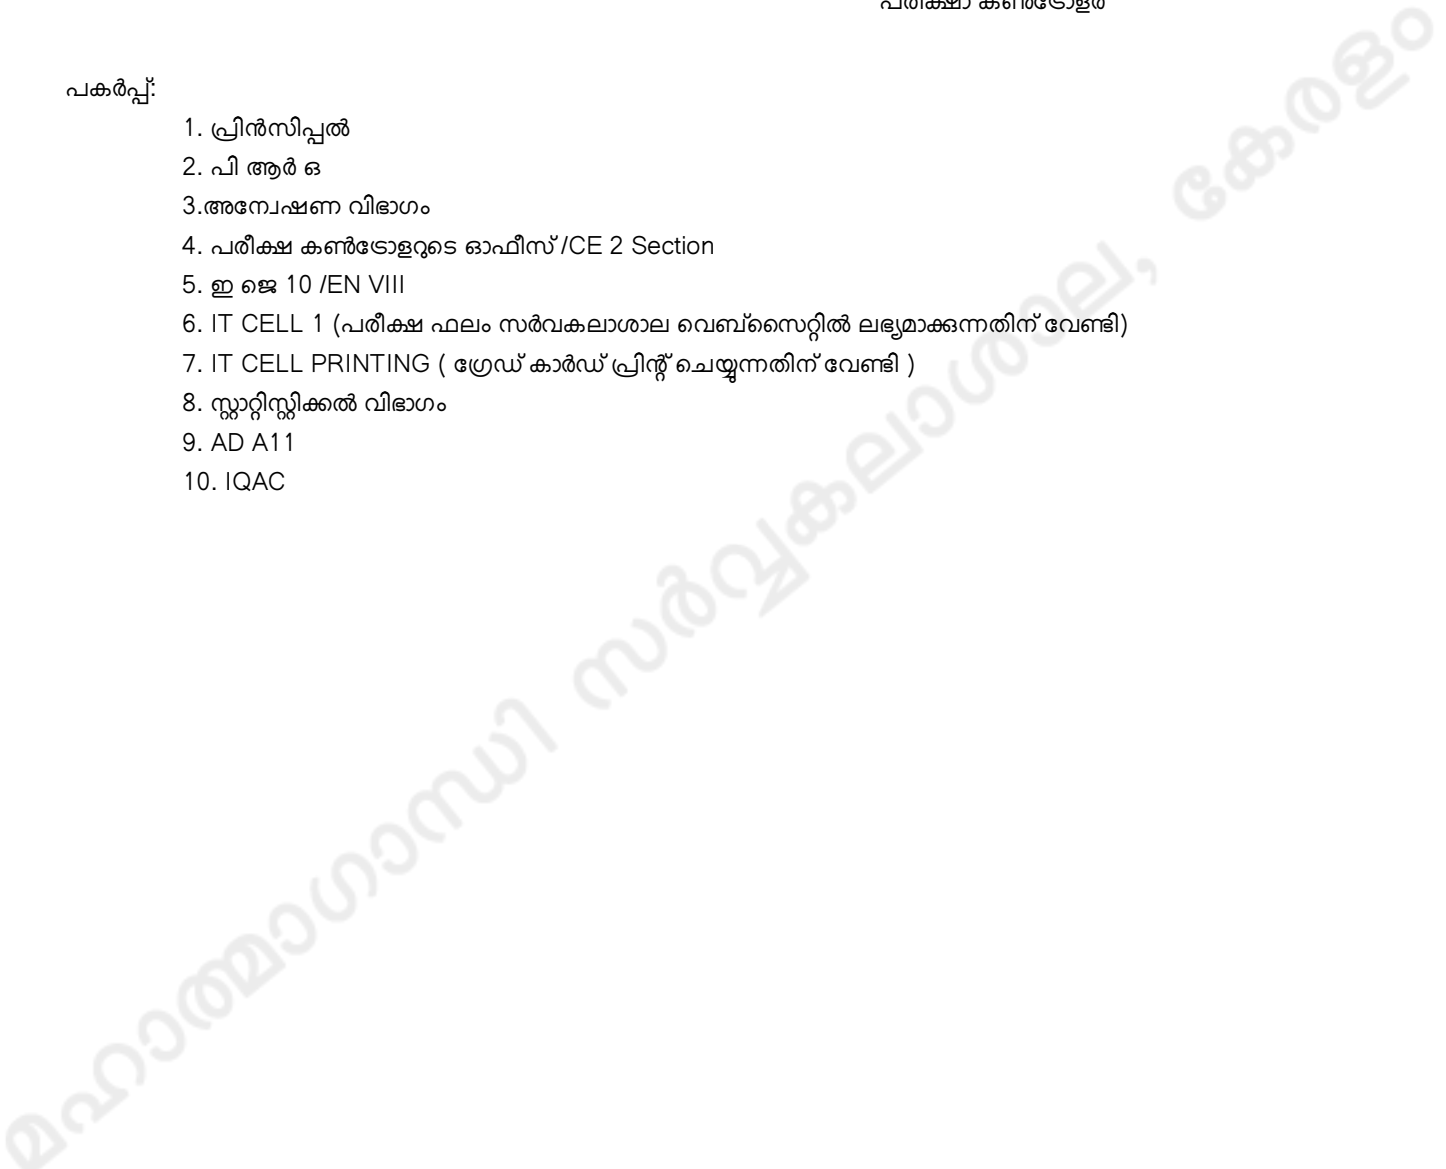 പരീക്ഷാ കൺട്രോളർ
പകർപ്പ്:
1. പ്രിൻസിപ്പൽ
2. പി ആർ ഒ
3.അന്വേഷണ വിഭാഗം
4. പരീക്ഷ കൺട്രോളറുടെ ഓഫീസ് /CE 2 Section
5. ഇ ജെ 10 /EN VIII
6. IT CELL 1 (പരീക്ഷ ഫലം സർവകലാശാല വെബ്സൈറ്റിൽ ലഭ്യമാക്കുന്നതിന് വേണ്ടി)
7. IT CELL PRINTING ( ഗ്രേഡ് കാർഡ് പ്രിന്റ് ചെയ്യുന്നതിന് വേണ്ടി )
8. സ്റ്റാറ്റിസ്റ്റിക്കൽ വിഭാഗം
9. AD A11
10. IQAC
മഹാത്മാഗാന്ധി സർവ്വകലാശാല, കേരളം